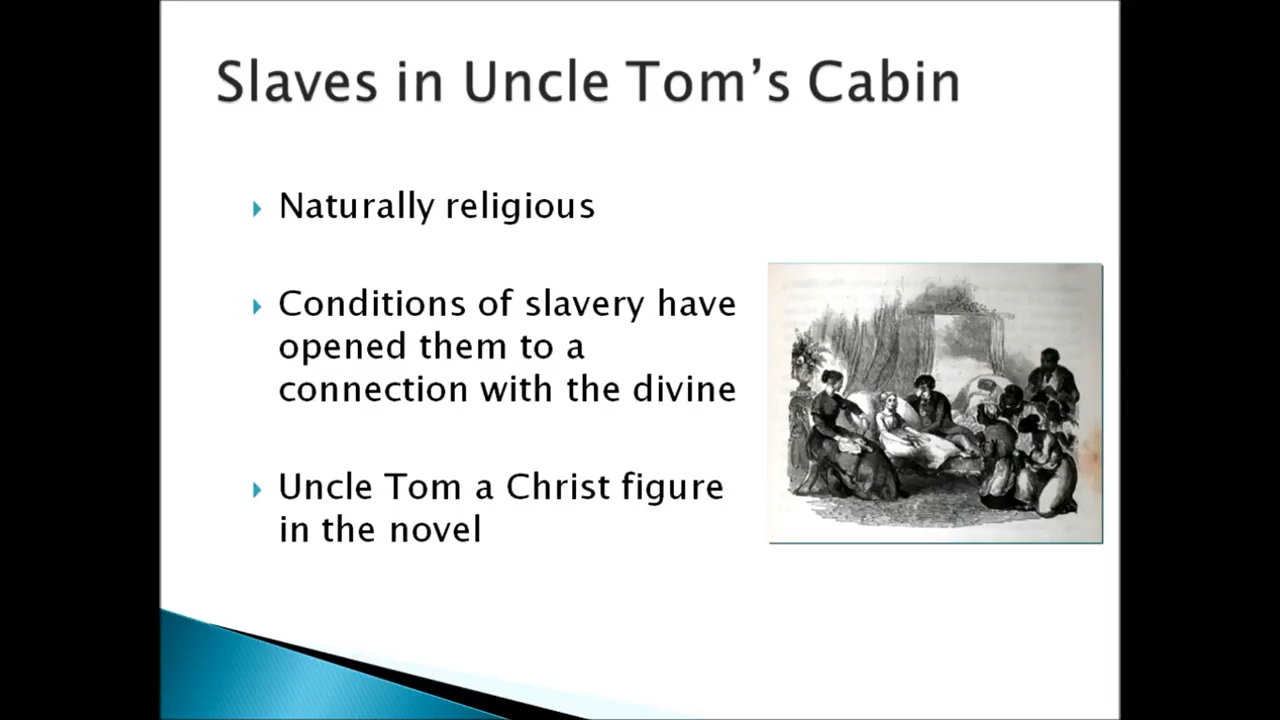 Slaves in Uncle Tom’s Cabin
Naturally religious
Conditions of slavery have
opened them to a
connection with the divine
Uncle Tom a Christ figure
in the novel